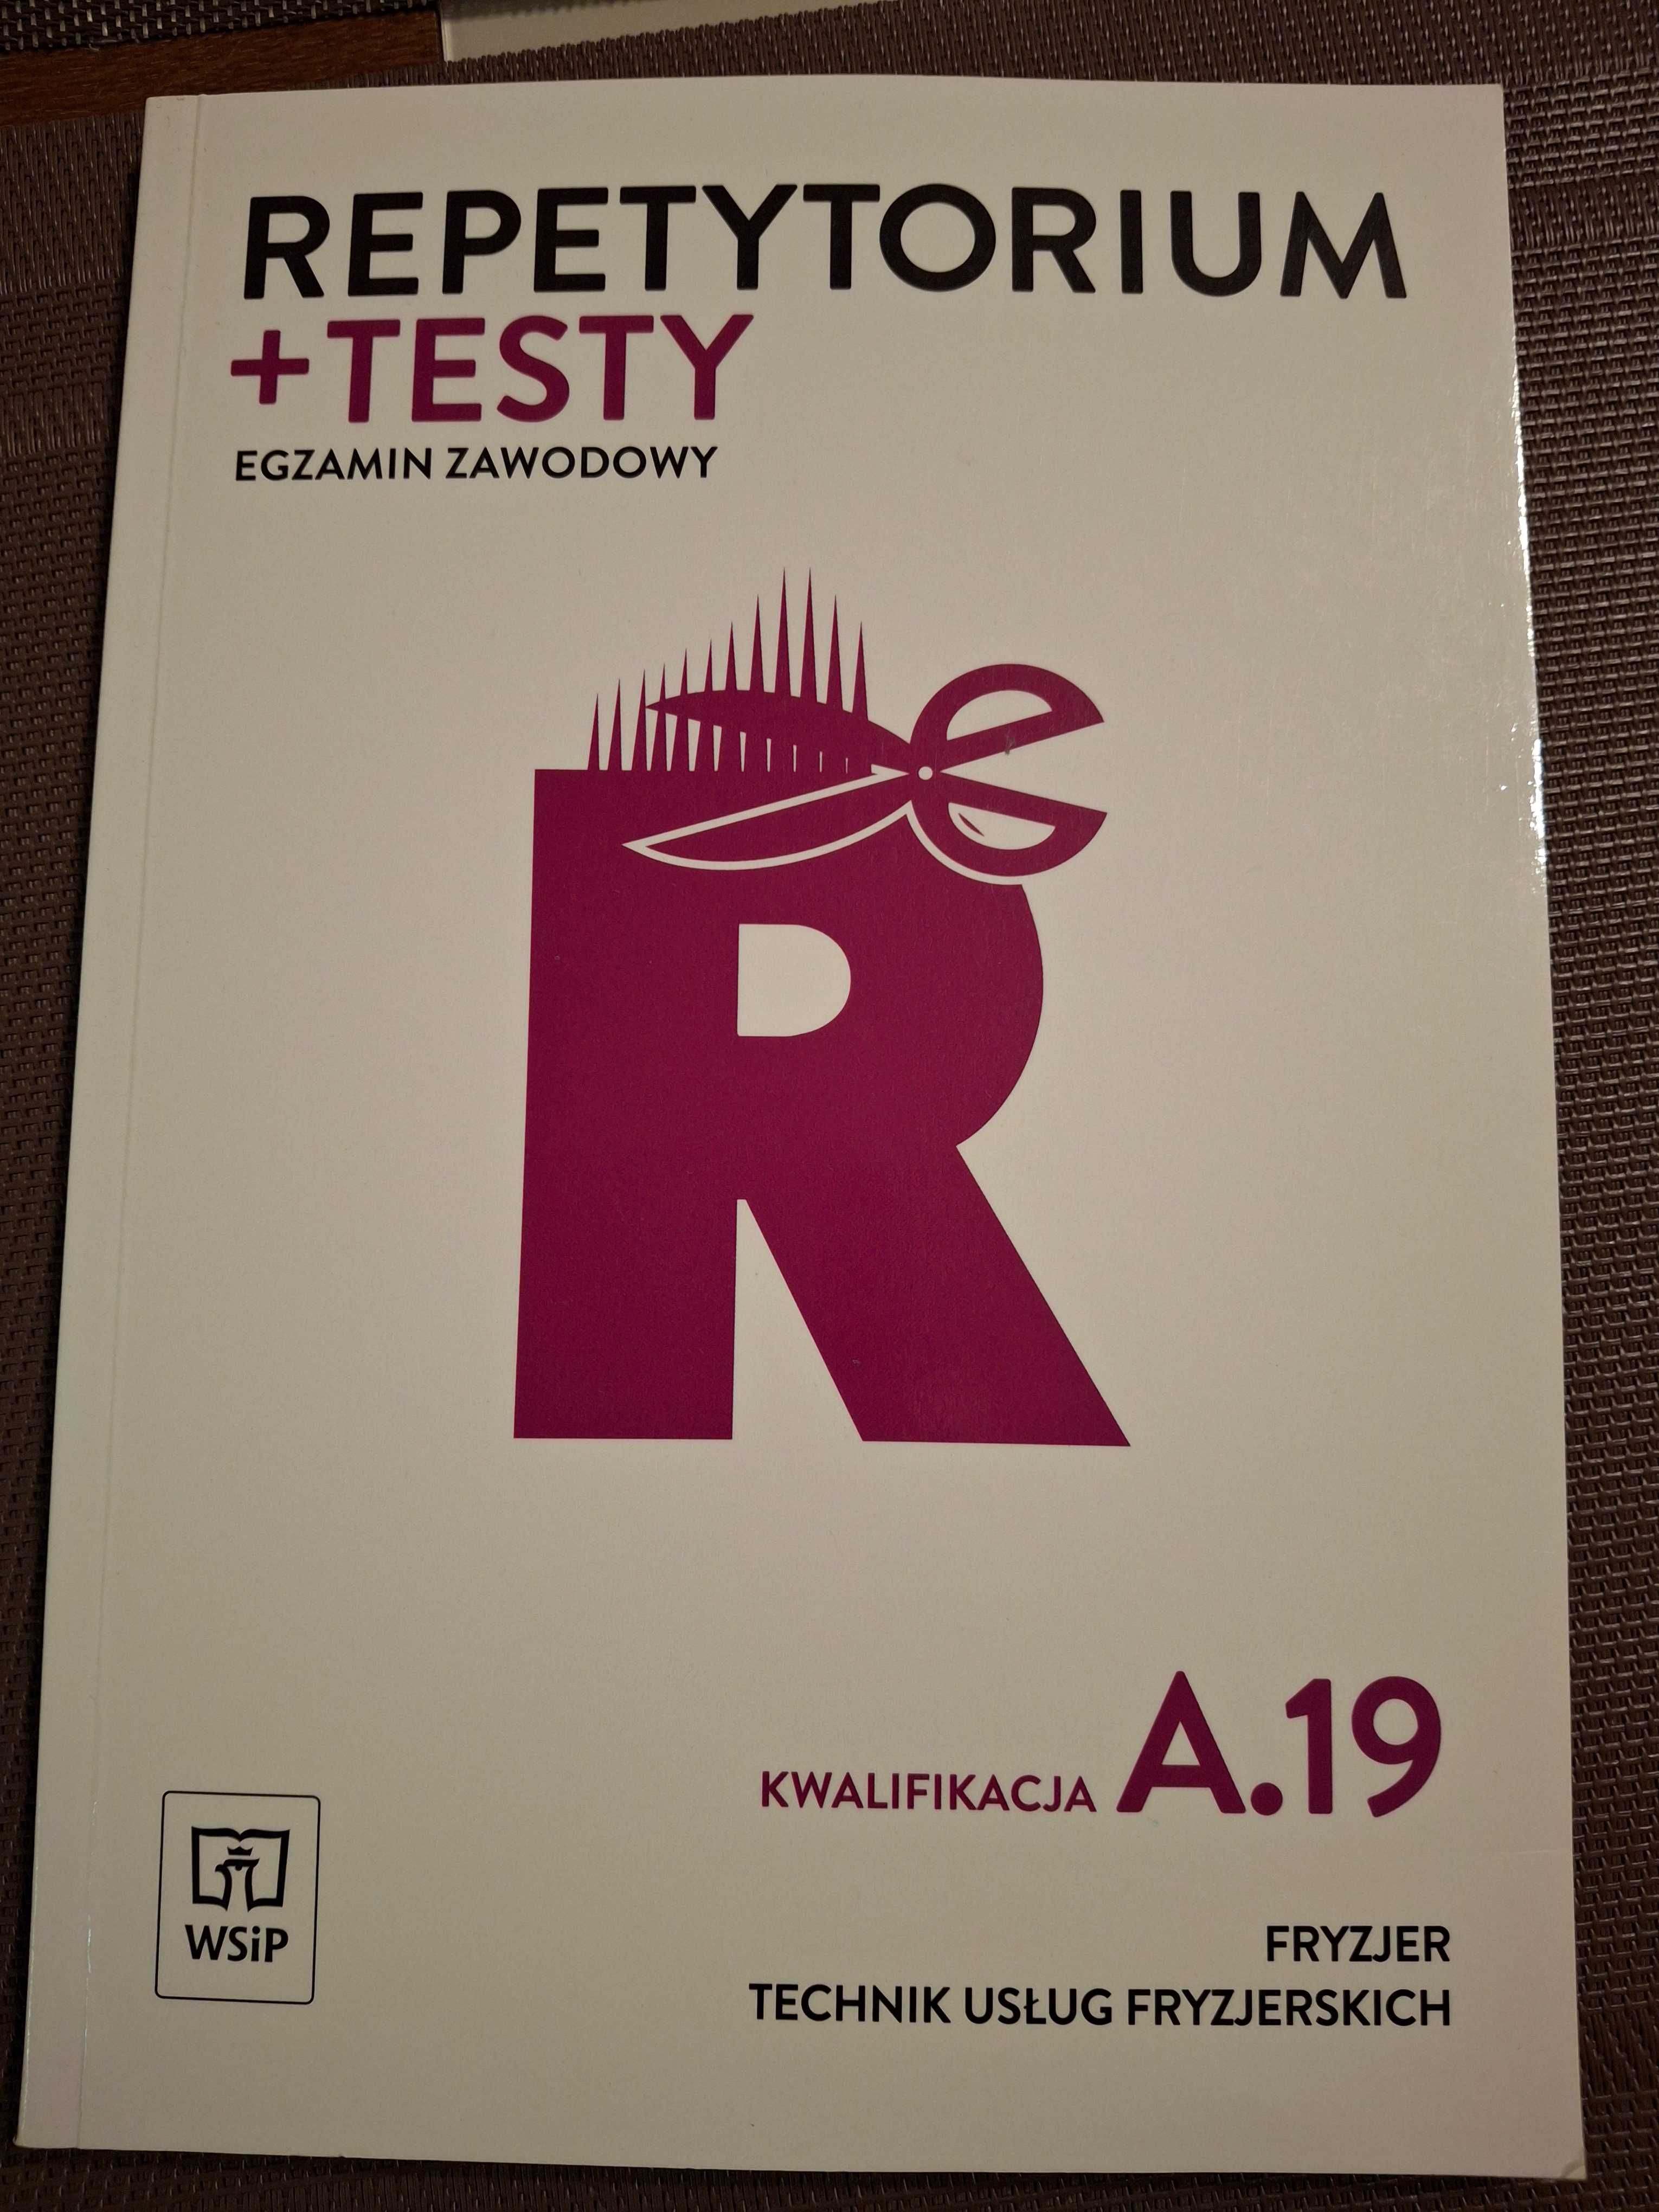 REPETYTORIUM
+TESTY
EGZAMIN ZAWODOWY
R
KWALIFIKACJA A.19
WSiP
FRYZJER
TECHNIK USŁUG FRYZJERSKICH